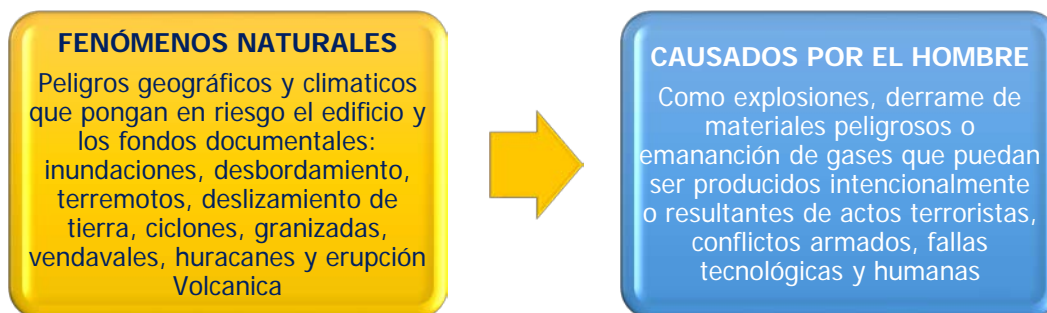 FENÓMENOS NATURALES
Peligros geográficos y climaticos
que pongan en riesgo el edificio y
los fondos documentales:
inundaciones, desbordamiento,
terremotos, deslizamiento de
tierra, ciclones, granizadas,
vendavales, huracanes y erupción
Volcanica
CAUSADOS POR EL HOMBRE
Como explosiones, derrame de
materiales peligrosos o
emananción de gases que puedan
ser producidos intencionalmente
o resultantes de actos terroristas,
conflictos armados, fallas
tecnológicas y humanas